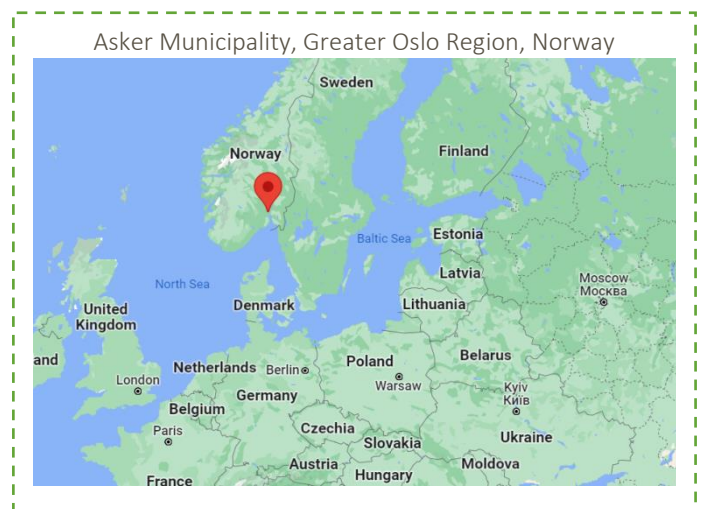 Asker Municipality, Greater Oslo Region, Norway
Sweden
Norway
Finland
Baltic Sea
Estonia
North Sea
Latvia
Moscow
Москва
United
Kingdom
Denmark
Lithuania
and
Netherlands
Berlin
Poland
Belarus
London
Warsaw
Germany
Kyiv
Київ
Belgium
Paris
Czechia
Slovakia
Ukraine
Austria
Hungary
Moldova
France